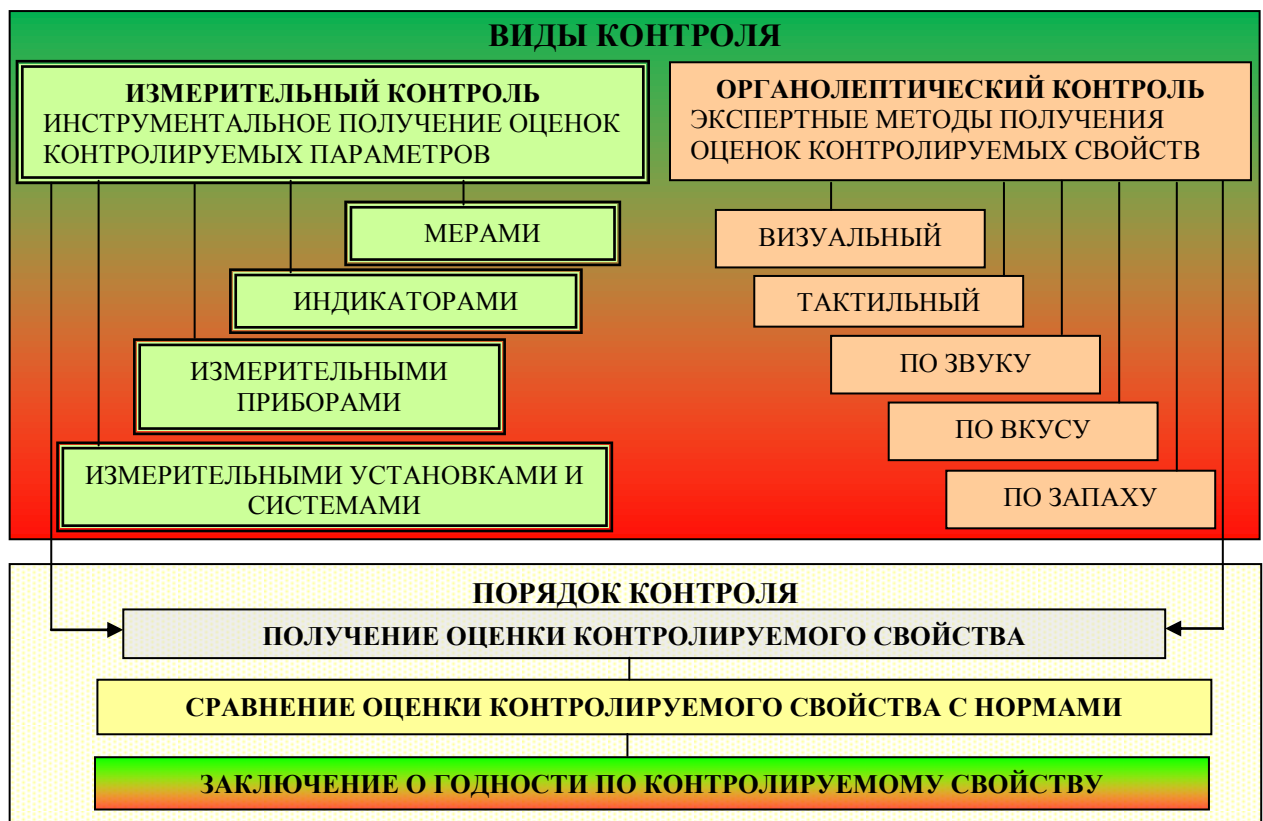 ВИДЫ КОНТРОЛЯ
ИЗМЕРИТЕЛЬНЫЙ КОНТРОЛЬ
ИНСТРУМЕНТАЛЬНОЕ ПОЛУЧЕНИЕ ОЦЕНОК
КОНТРОЛИРУЕМЫХ ПАРАМЕТРОВ
МЕРАМИ
ИНДИКАТОРАМИ
ИЗМЕРИТЕЛЬНЫМИ
ПРИБОРАМИ
ИЗМЕРИТЕЛЬНЫМИ УСТАНОВКАМИ И
СИСТЕМАМИ
ОРГАНОЛЕПТИЧЕСКИЙ КОНТРОЛЬ
ЭКСПЕРТНЫЕ МЕТОДЫ ПОЛУЧЕНИЯ
ОЦЕНОК КОНТРОЛИРУЕМЫХ СВОЙСТВ
ВИЗУАЛЬНЫЙ
ТАКТИЛЬНЫЙ
ПО ЗВУКУ
ПО ВКУСУ
ПО ЗАПАХУ
ПОРЯДОК КОНТРОЛЯ
ПОЛУЧЕНИЕ ОЦЕНКИ КОНТРОЛИРУЕМОГО СВОЙСТВА
СРАВНЕНИЕ ОЦЕНКИ КОНТРОЛИРУЕМОГО СВОЙСТВА С НОРМАМИ
ЗАКЛЮЧЕНИЕ О ГОДНОСТИ ПО КОНТРОЛИРУЕМОМУ СВОЙСТВУ